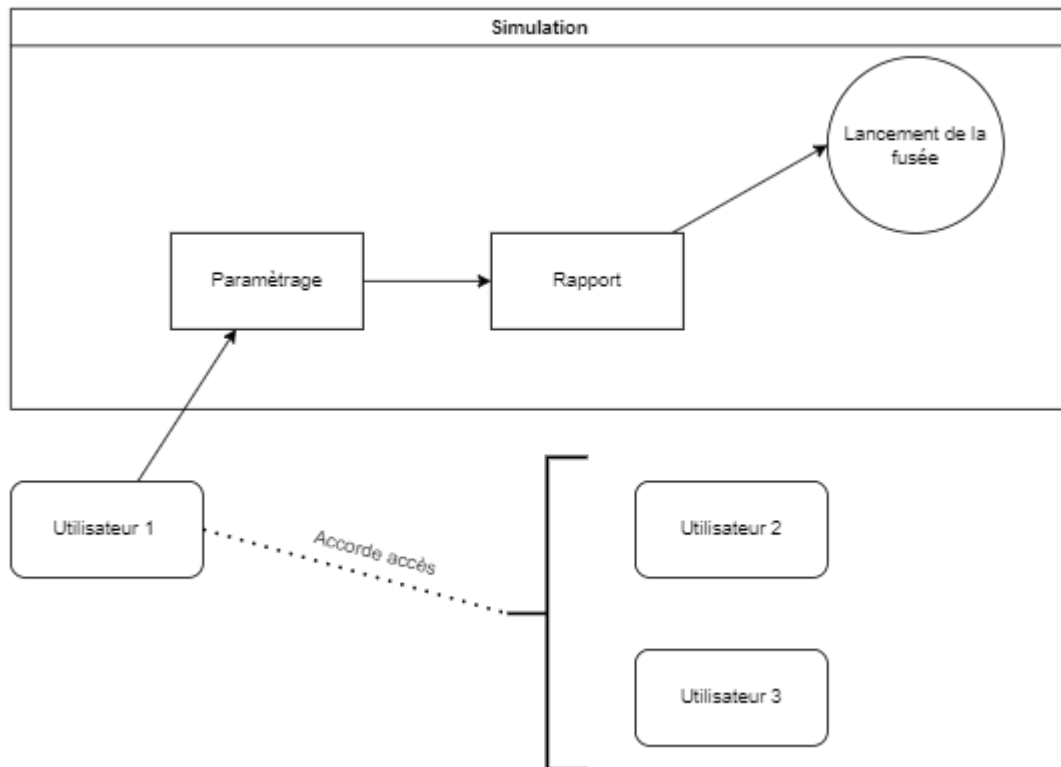 Simulation
Lancement de la
fusée
Paramètrage
Rapport
Utilisateur 1
Accorde accès
Utilisateur 2
Utilisateur 3